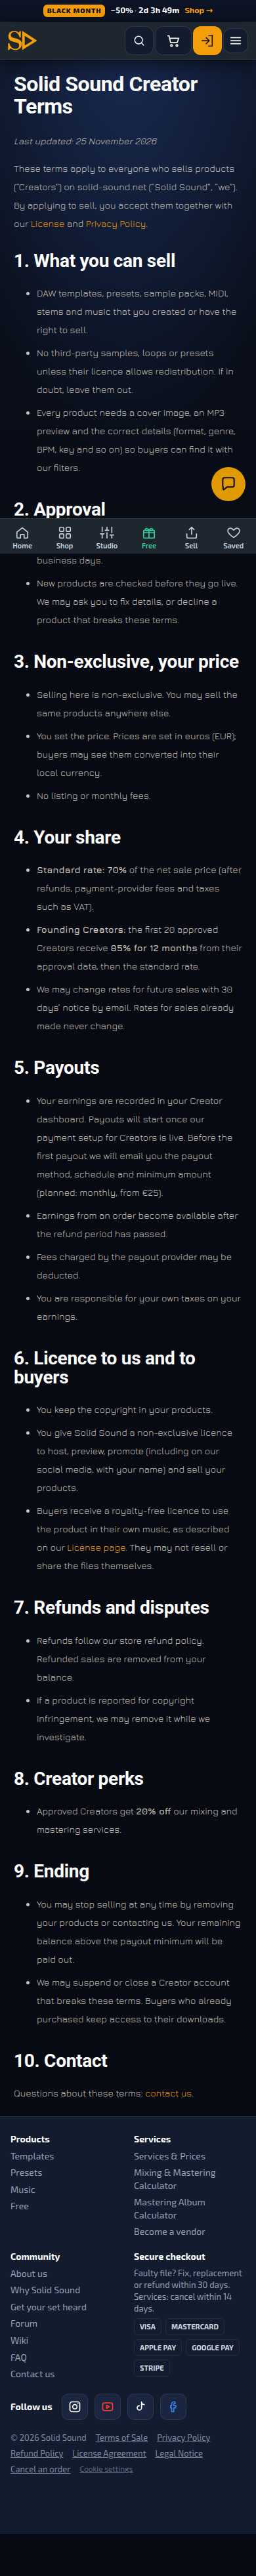 BLACK MONTH −50% · 2d 3h 49m Shop →
SD
Solid Sound Creator
Terms
Last updated: 25 November 2026
These terms apply to everyone who sells products
("Creators") on solid-sound.net ("Solid Sound", "we").
By applying to sell, you accept them together with
our License and Privacy Policy.
1. What you can sell
DAW templates, presets, sample packs, MIDI,
stems and music that you created or have the
right to sell.
No third-party samples, loops or presets
unless their licence allows redistribution. If in
doubt, leave them out.
Every product needs a cover image, an MP3
preview and the correct details (format, genre,
BPM, key and so on) so buyers can find it with
our filters.
2. Approval
Home Shop Studio Free Sell Saved
business days.
New products are checked before they go live.
We may ask you to fix details, or decline a
product that breaks these terms.
3. Non-exclusive, your price
Selling here is non-exclusive. You may sell the
same products anywhere else.
You set the price. Prices are set in euros (EUR);
buyers may see them converted into their
local currency.
No listing or monthly fees.
4. Your share
Standard rate: 70% of the net sale price (after
refunds, payment-provider fees and taxes
such as VAT).
Founding Creators: the first 20 approved
Creators receive 85% for 12 months from their
approval date, then the standard rate.
We may change rates for future sales with 30
days' notice by email. Rates for sales already
made never change.
5. Payouts
Your earnings are recorded in your Creator
dashboard. Payouts will start once our
payment setup for Creators is live. Before the
first payout we will email you the payout
method, schedule and minimum amount
(planned: monthly, from €25).
Earnings from an order become available after
the refund period has passed.
Fees charged by the payout provider may be
deducted.
You are responsible for your own taxes on your
earnings.
6. Licence to us and to
buyers
You keep the copyright in your products.
You give Solid Sound a non-exclusive licence
to host, preview, promote (including on our
social media, with your name) and sell your
products.
Buyers receive a royalty-free licence to use
the product in their own music, as described
on our License page. They may not resell or
share the files themselves.
7. Refunds and disputes
Refunds follow our store refund policy.
Refunded sales are removed from your
balance.
If a product is reported for copyright
infringement, we may remove it while we
investigate.
8. Creator perks
Approved Creators get 20% off our mixing and
mastering services.
9. Ending
You may stop selling at any time by removing
your products or contacting us. Your remaining
balance above the payout minimum will be
paid out.
We may suspend or close a Creator account
that breaks these terms. Buyers who already
purchased keep access to their downloads.
10. Contact
Questions about these terms: contact us.
Products
Templates
Presets
Music
Free
Services
Services & Prices
Mixing & Mastering
Calculator
Mastering Album
Calculator
Become a vendor
Community
About us
Why Solid Sound
Get your set heard
Forum
Wiki
FAQ
Contact us
Secure checkout
Faulty file? Fix, replacement
or refund within 30 days.
Services: cancel within 14
days.
VISA MASTERCARD
APPLE PAY GOOGLE PAY
STRIPE
Follow us
© 2026 Solid Sound Terms of Sale Privacy Policy
Refund Policy License Agreement Legal Notice
Cancel an order Cookie settings